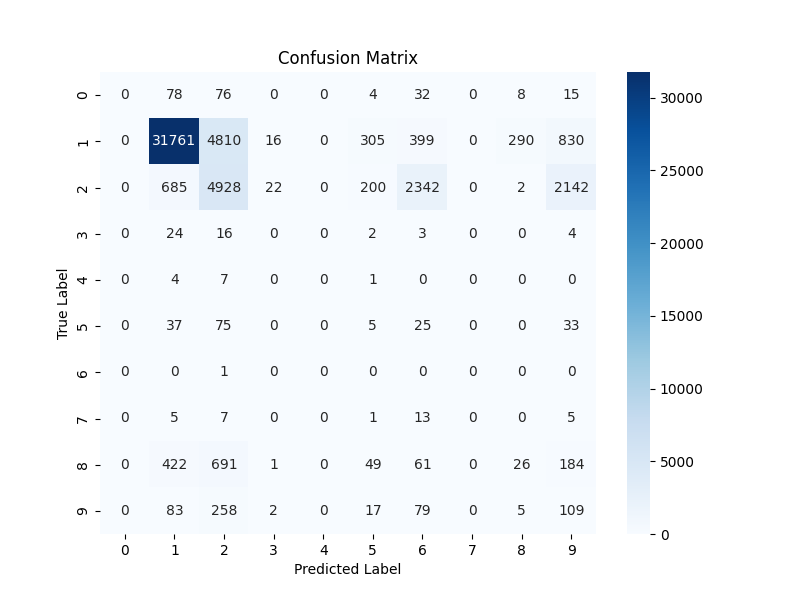 Confusion Matrix
0 0 78 76 0 0 4 32 0 8 15
1 0 31761 4810 16 0 305 399 0 290 830
2 0 685 4928 22 0 200 2342 0 2 2142
3 0 24 16 0 0 2 3 0 0 4
4 0 4 7 0 0 1 0 0 0 0
5 0 37 75 0 0 5 25 0 0 33
6 0 0 1 0 0 0 0 0 0 0
7 0 5 7 0 0 1 13 0 0 5
8 0 422 691 1 0 49 61 0 26 184
9 0 83 258 2 0 17 79 0 5 109
0 1 2 3 4 5 6 7 8 9
Predicted Label
True Label
30000
25000
20000
15000
10000
5000
0